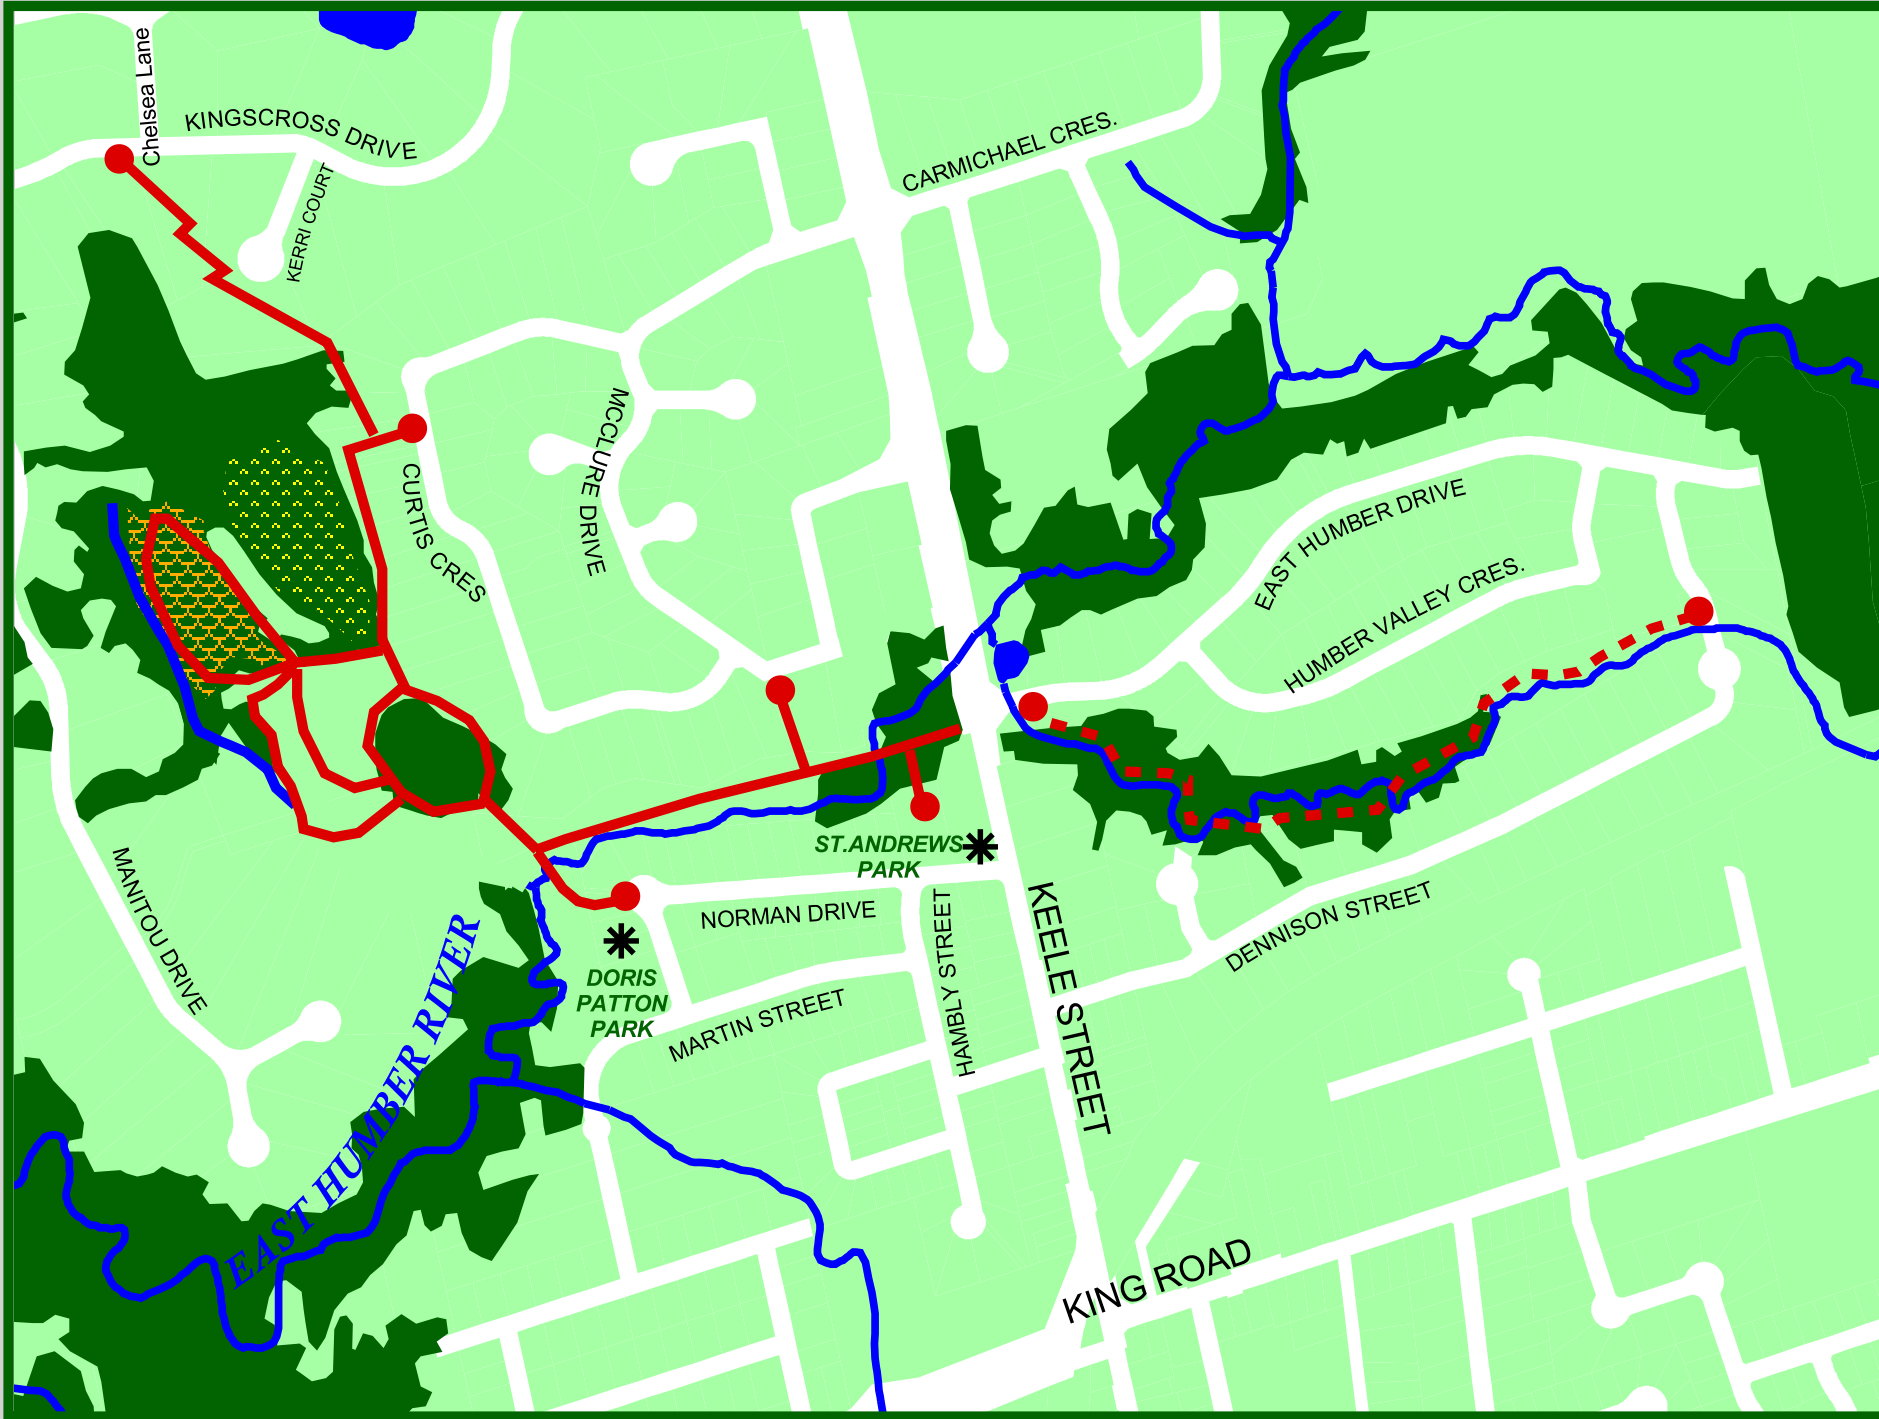 Chelsea Lane
KINGSCROSS DRIVE
KERRI COURT
CARMICHAEL CRES.
MCCLURE DRIVE
CURTIS CRES
EAST HUMBER DRIVE
HUMBER VALLEY CRES.
ST.ANDREWS
PARK
MANITOU DRIVE
NORMAN DRIVE
HAMBLY STREET
KEELE STREET
DENNISON STREET
EAST HUMBER RIVER
DORIS
PATTON
PARK
MARTIN STREET
KING ROAD